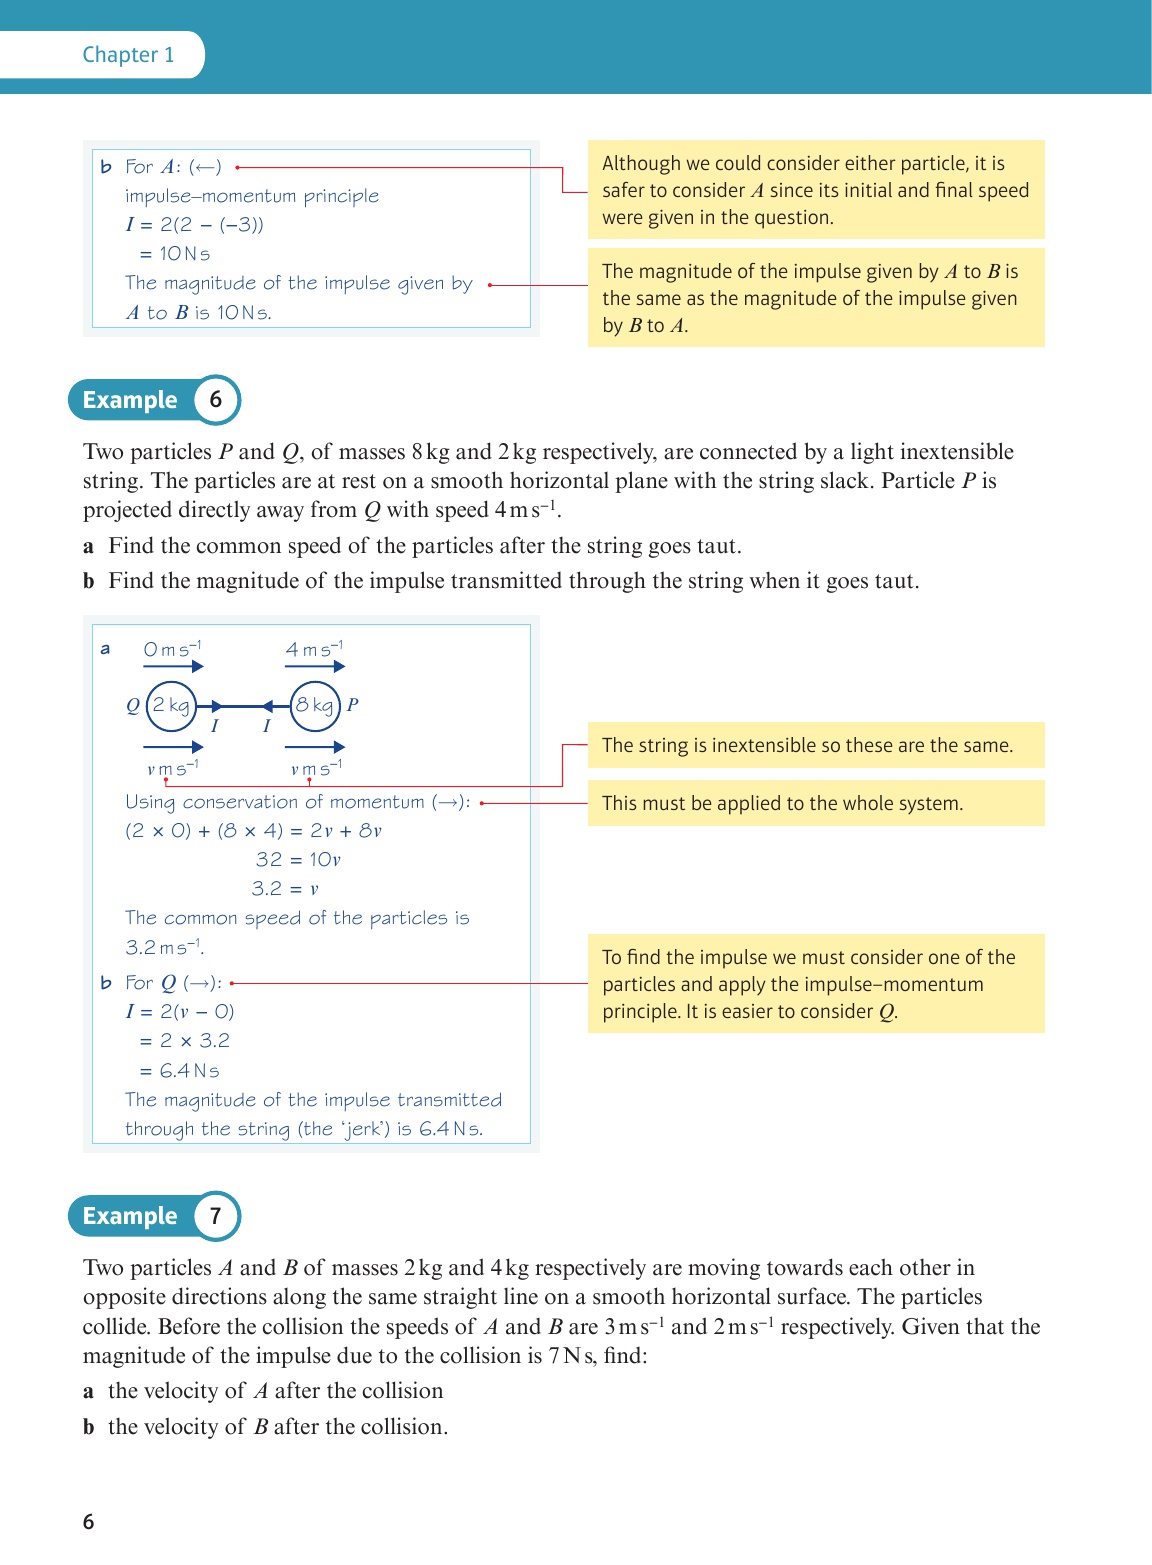 Chapter 1
b For A: (←)
impulse–momentum principle
I = 2(2 − (−3))
= 10 N s
The magnitude of the impulse given by
A to B is 10 N s.
Although we could consider either particle, it is
safer to consider A since its initial and final speed
were given in the question.
The magnitude of the impulse given by A to B is
the same as the magnitude of the impulse given
by B to A.
Example 6
Two particles P and Q, of masses 8 kg and 2 kg respectively, are connected by a light inextensible
string. The particles are at rest on a smooth horizontal plane with the string slack. Particle P is
projected directly away from Q with speed 4 m s⁻¹.
a Find the common speed of the particles after the string goes taut.
b Find the magnitude of the impulse transmitted through the string when it goes taut.
a 0 m s⁻¹ 4 m s⁻¹
Q 2 kg 8 kg P
I I
v m s⁻¹ v m s⁻¹
The string is inextensible so these are the same.
Using conservation of momentum (→):
This must be applied to the whole system.
(2 × 0) + (8 × 4) = 2v + 8v
32 = 10v
3.2 = v
The common speed of the particles is
3.2 m s⁻¹.
b For Q (→):
I = 2(v − 0)
= 2 × 3.2
= 6.4 N s
The magnitude of the impulse transmitted
through the string (the ‘jerk’) is 6.4 N s.
To find the impulse we must consider one of the
particles and apply the impulse–momentum
principle. It is easier to consider Q.
Example 7
Two particles A and B of masses 2 kg and 4 kg respectively are moving towards each other in
opposite directions along the same straight line on a smooth horizontal surface. The particles
collide. Before the collision the speeds of A and B are 3 m s⁻¹ and 2 m s⁻¹ respectively. Given that the
magnitude of the impulse due to the collision is 7 N s, find:
a the velocity of A after the collision
b the velocity of B after the collision.
6